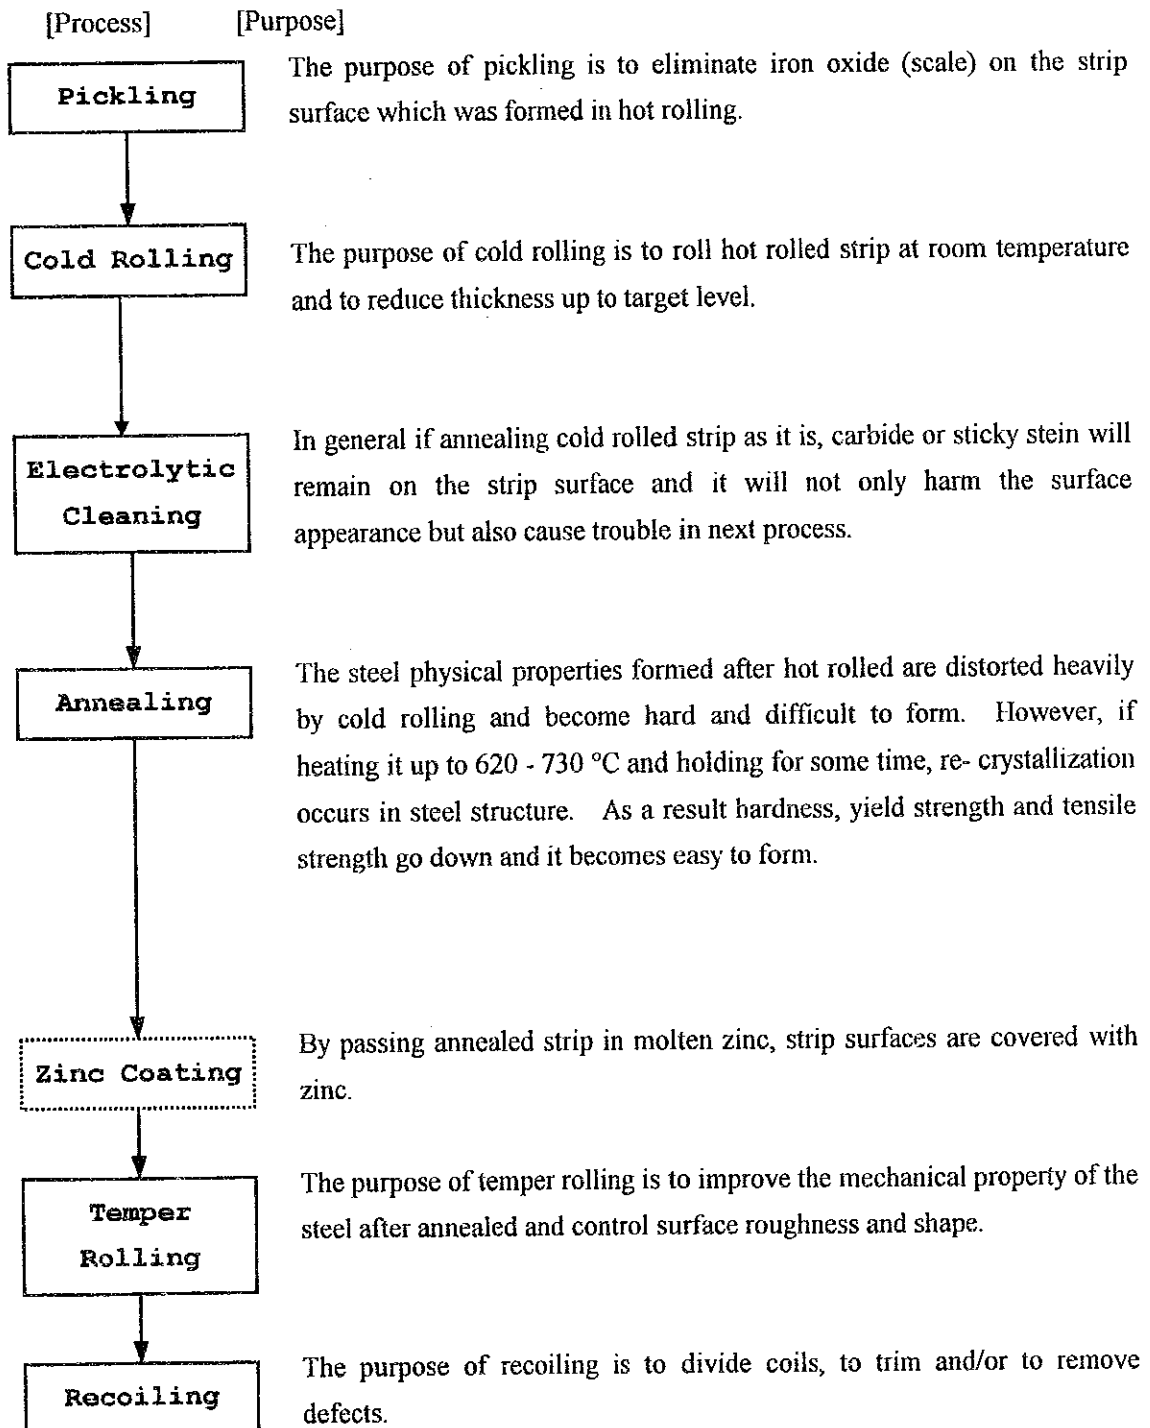 [Process] [Purpose]
Pickling
The purpose of pickling is to eliminate iron oxide (scale) on the strip
surface which was formed in hot rolling.
Cold Rolling
The purpose of cold rolling is to roll hot rolled strip at room temperature
and to reduce thickness up to target level.
Electrolytic
Cleaning
In general if annealing cold rolled strip as it is, carbide or sticky stein will
remain on the strip surface and it will not only harm the surface
appearance but also cause trouble in next process.
Annealing
The steel physical properties formed after hot rolled are distorted heavily
by cold rolling and become hard and difficult to form. However, if
heating it up to 620 - 730 °C and holding for some time, re- crystallization
occurs in steel structure. As a result hardness, yield strength and tensile
strength go down and it becomes easy to form.
Zinc Coating
By passing annealed strip in molten zinc, strip surfaces are covered with
zinc.
Temper
Rolling
The purpose of temper rolling is to improve the mechanical property of the
steel after annealed and control surface roughness and shape.
Recoiling
The purpose of recoiling is to divide coils, to trim and/or to remove
defects.